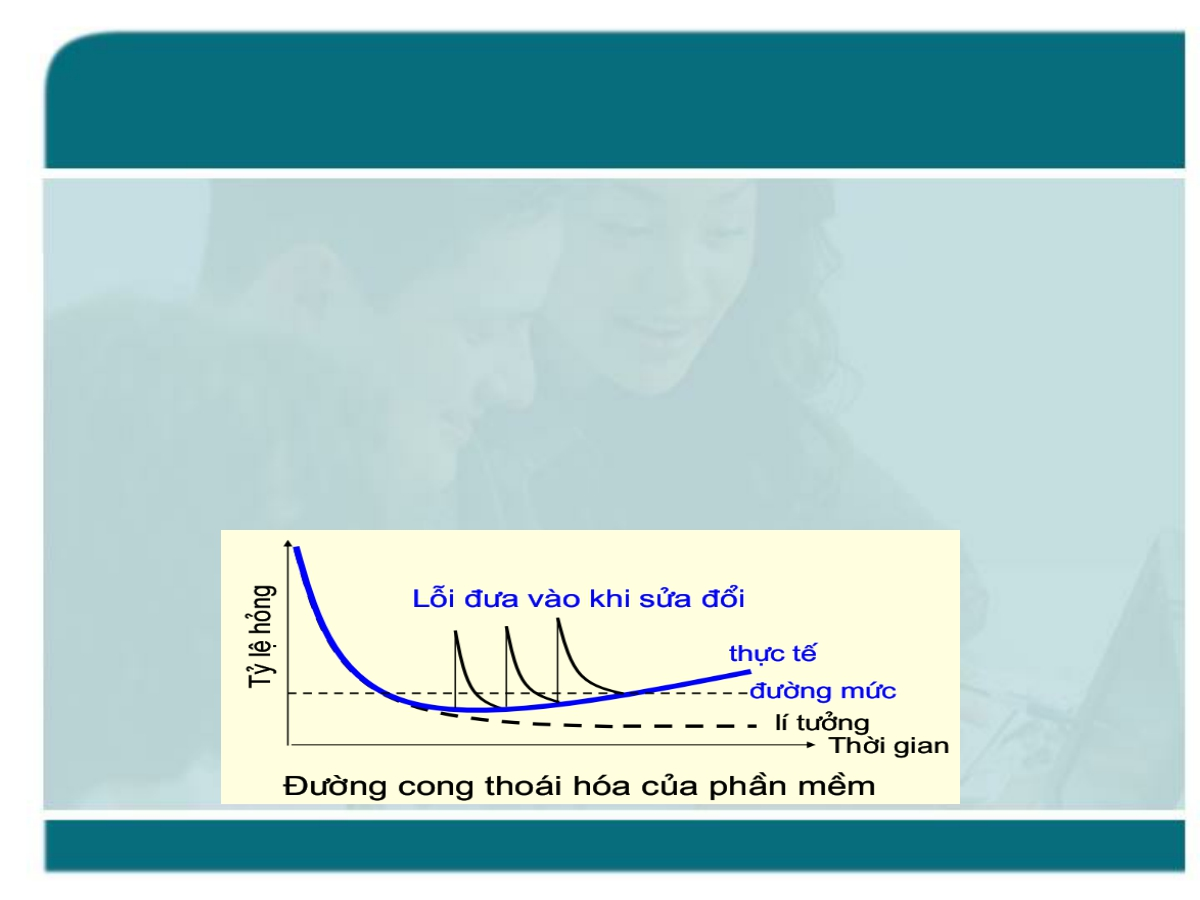 Tỷ lệ hỏng
Lỗi đưa vào khi sửa đổi
thực tế
đường mức
lí tưởng
Thời gian
Đường cong thoái hóa của phần mềm